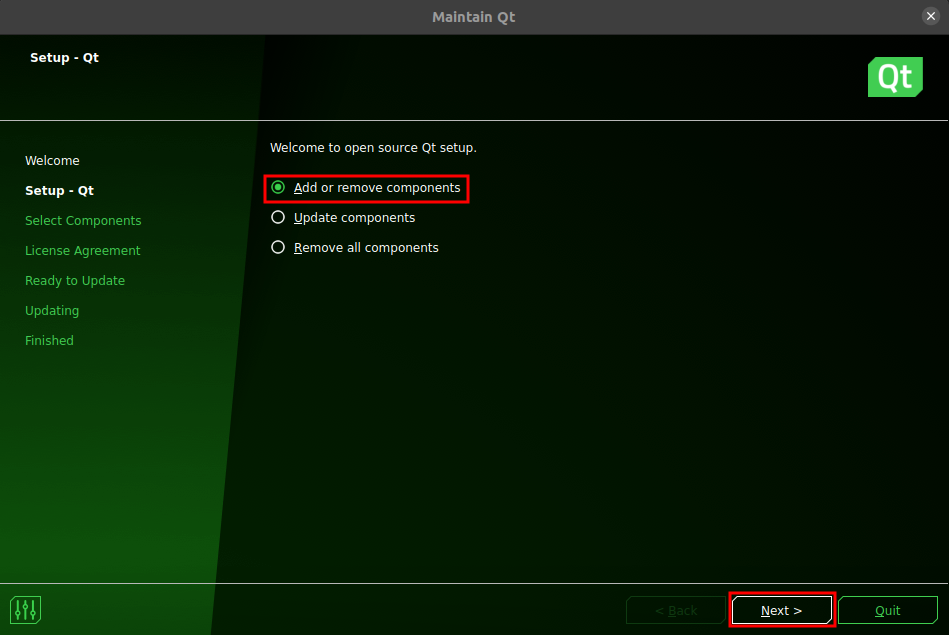 Maintain Qt
Setup - Qt
Qt
Welcome
Setup - Qt
Select Components
License Agreement
Ready to Update
Updating
Finished
Welcome to open source Qt setup.
Add or remove components
Update components
Remove all components
< Back
Next >
Quit